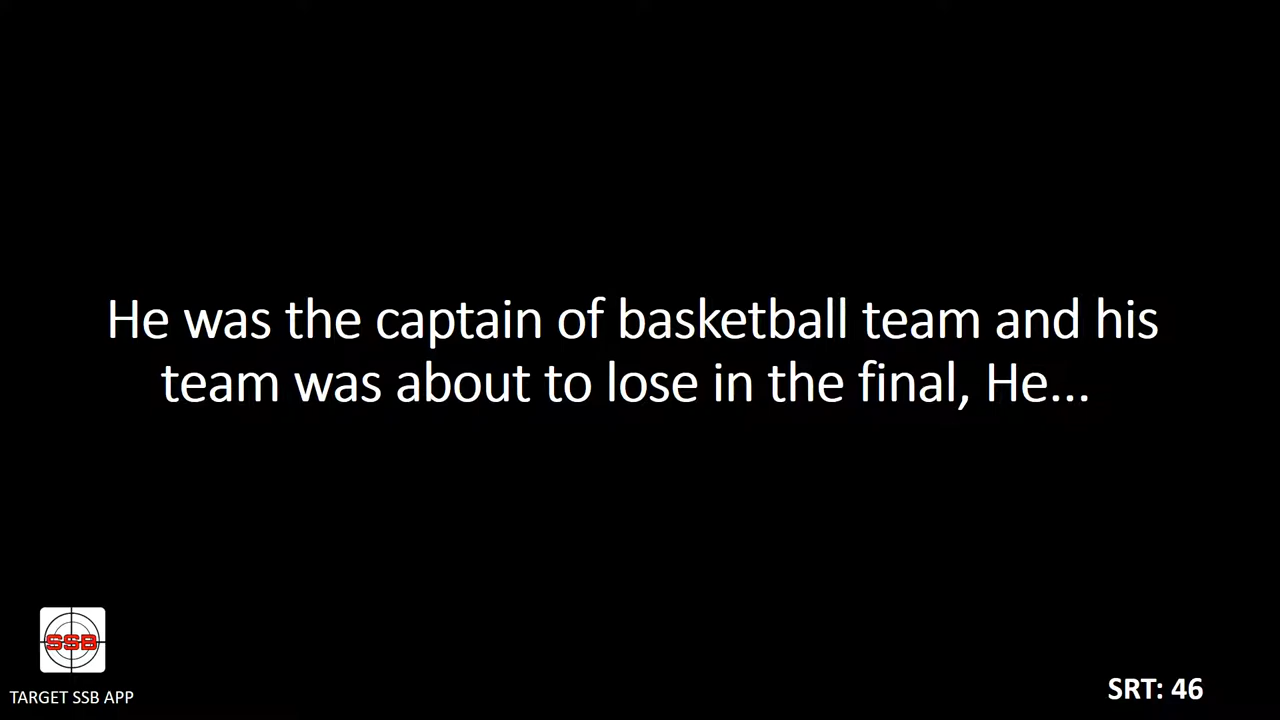 He was the captain of basketball team and his
team was about to lose in the final, He...
SSB
TARGET SSB APP
SRT: 46